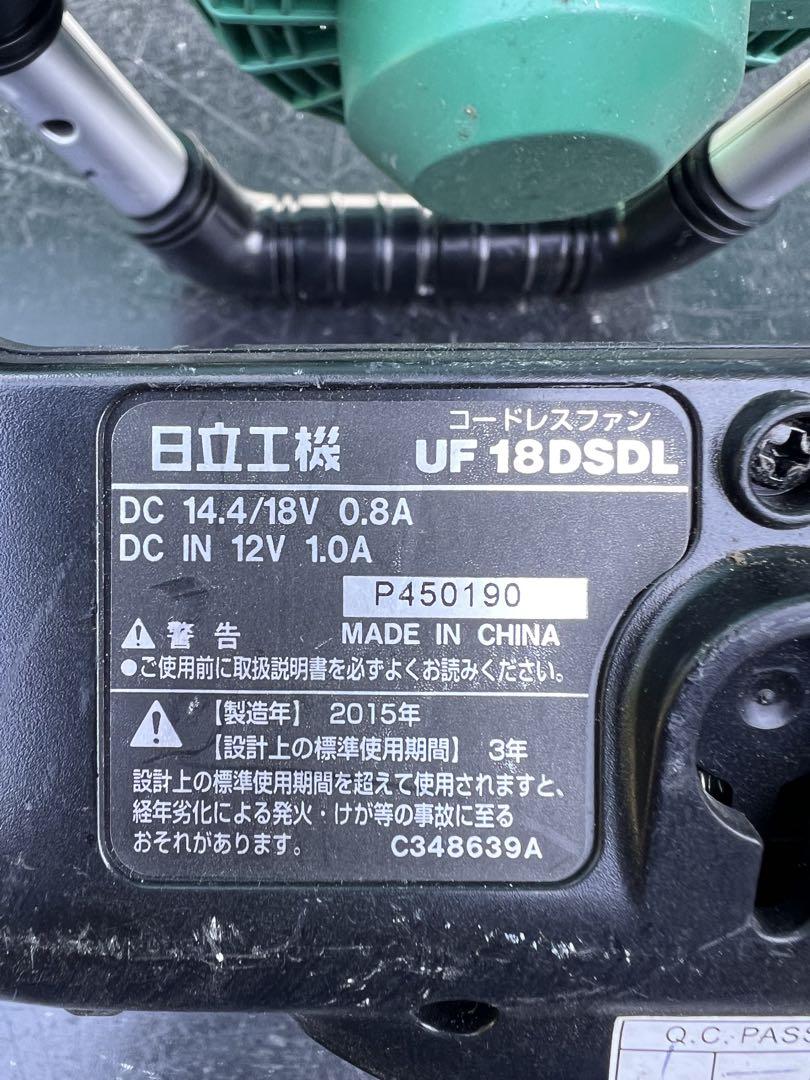 コードレスファン
日立工機 UF 18DSDL
DC 14.4/18V 0.8A
DC IN 12V 1.0A
P450190
警告 MADE IN CHINA
●ご使用前に取扱説明書を必ずよくお読みください。
【製造年】 2015年
【設計上の標準使用期間】 3年
設計上の標準使用期間を超えて使用されますと、
経年劣化による発火・けが等の事故に至る
おそれがあります。 C348639A
Q.C.PASS